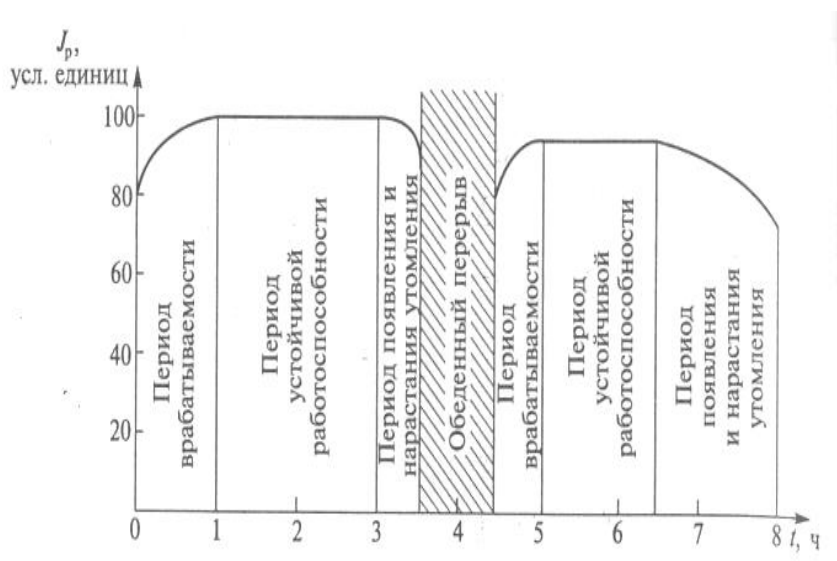 Jр,
усл. единиц
100
80
60
40
20
Период
врабатываемости
Период
устойчивой
работоспособности
Период появления и
нарастания утомления
Обеденный перерыв
Период
врабатываемости
Период
устойчивой
работоспособности
Период
появления
и нарастания
утомления
0
1
2
3
4
5
6
7
8 t, ч